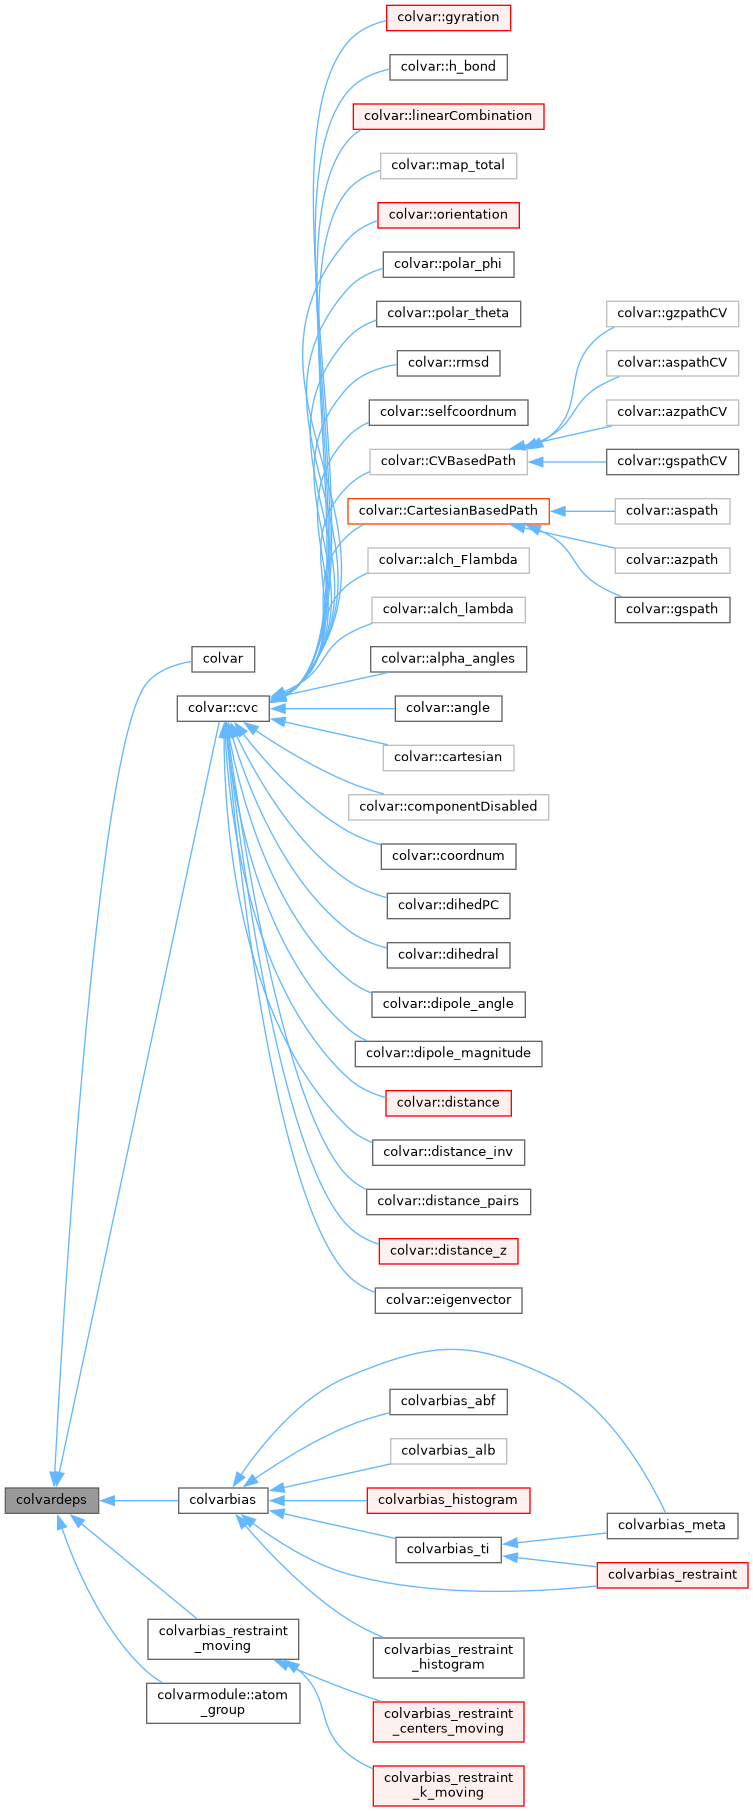 colvar::gyration
colvar::h_bond
colvar::linearCombination
colvar::map_total
colvar::orientation
colvar::polar_phi
colvar::polar_theta
colvar::gzpathCV
colvar::rmsd
colvar::aspathCV
colvar::selfcoordnum
colvar::azpathCV
colvar::CVBasedPath
colvar::gspathCV
colvar::CartesianBasedPath
colvar::aspath
colvar::alch_Flambda
colvar::azpath
colvar::alch_lambda
colvar::gspath
colvar
colvar::alpha_angles
colvar::cvc
colvar::angle
colvar::cartesian
colvar::componentDisabled
colvar::coordnum
colvar::dihedPC
colvar::dihedral
colvar::dipole_angle
colvar::dipole_magnitude
colvar::distance
colvar::distance_inv
colvar::distance_pairs
colvar::distance_z
colvar::eigenvector
colvarbias_abf
colvarbias_alb
colvardeps
colvarbias
colvarbias_histogram
colvarbias_meta
colvarbias_ti
colvarbias_restraint
colvarbias_restraint
_moving
colvarbias_restraint
_histogram
colvarmodule::atom
_group
colvarbias_restraint
_centers_moving
colvarbias_restraint
_k_moving